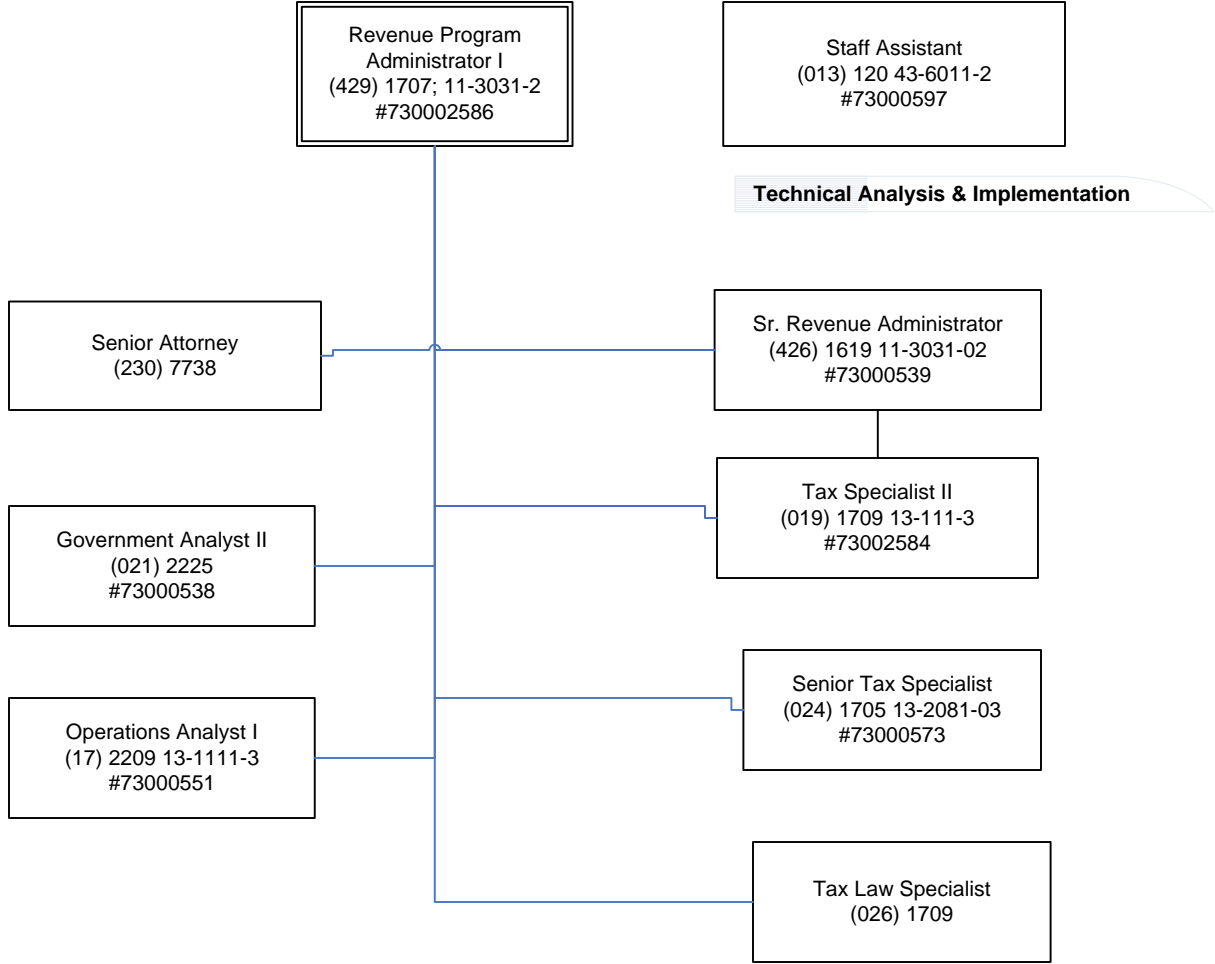 Revenue Program
Administrator I
(429) 1707; 11-3031-2
#730002586
Staff Assistant
(013) 120 43-6011-2
#73000597
Technical Analysis & Implementation
Senior Attorney
(230) 7738
Sr. Revenue Administrator
(426) 1619 11-3031-02
#73000539
Government Analyst II
(021) 2225
#73000538
Tax Specialist II
(019) 1709 13-111-3
#73002584
Operations Analyst I
(17) 2209 13-1111-3
#73000551
Senior Tax Specialist
(024) 1705 13-2081-03
#73000573
Tax Law Specialist
(026) 1709